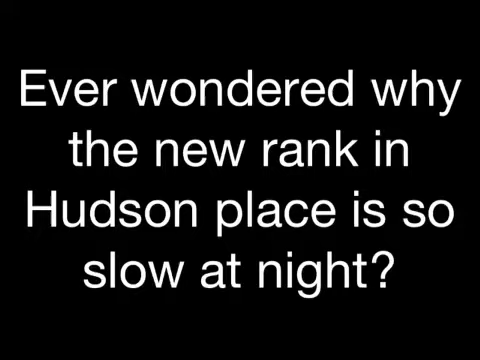 Ever wondered why
the new rank in
Hudson place is so
slow at night?